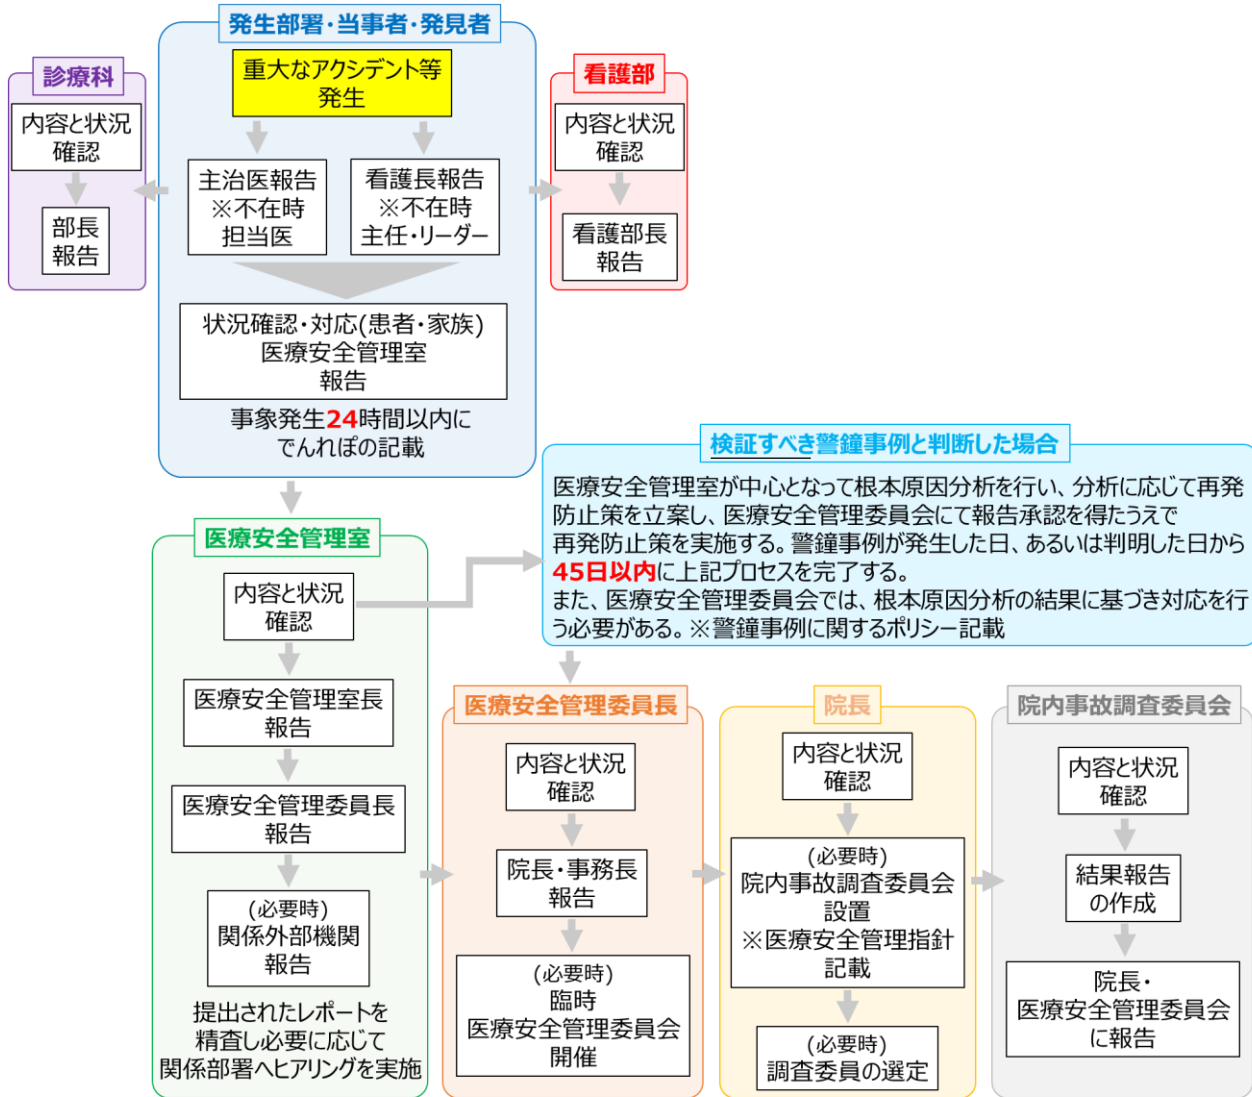 発生部署・当事者・発見者
重大なアクシデント等
発生
主治医報告
※不在時
担当医
看護長報告
※不在時
主任・リーダー
状況確認・対応(患者・家族)
医療安全管理室
報告
事象発生24時間以内に
でんれぽの記載
診療科
内容と状況
確認
部長
報告
看護部
内容と状況
確認
看護部長
報告
検証すべき警鐘事例と判断した場合
医療安全管理室が中心となって根本原因分析を行い、分析に応じて再発
防止策を立案し、医療安全管理委員会にて報告承認を得たうえで
再発防止策を実施する。警鐘事例が発生した日、あるいは判明した日から
45日以内に上記プロセスを完了する。
また、医療安全管理委員会では、根本原因分析の結果に基づき対応を行
う必要がある。※警鐘事例に関するポリシー記載
医療安全管理室
内容と状況
確認
医療安全管理室長
報告
医療安全管理委員長
報告
(必要時)
関係外部機関
報告
提出されたレポートを
精査し必要に応じて
関係部署へヒアリングを実施
医療安全管理委員長
内容と状況
確認
院長・事務長
報告
(必要時)
臨時
医療安全管理委員会
開催
院長
内容と状況
確認
(必要時)
院内事故調査委員会
設置
※医療安全管理指針
記載
(必要時)
調査委員の選定
院内事故調査委員会
内容と状況
確認
結果報告
の作成
院長・
医療安全管理委員会
に報告